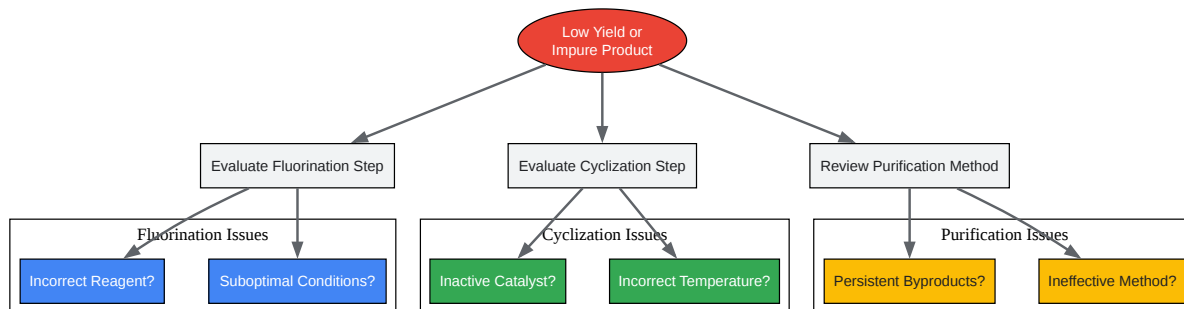 Low Yield or
Impure Product
Evaluate Fluorination Step
Evaluate Cyclization Step
Review Purification Method
Fluorination Issues
Cyclization Issues
Purification Issues
Incorrect Reagent?
Suboptimal Conditions?
Inactive Catalyst?
Incorrect Temperature?
Persistent Byproducts?
Ineffective Method?